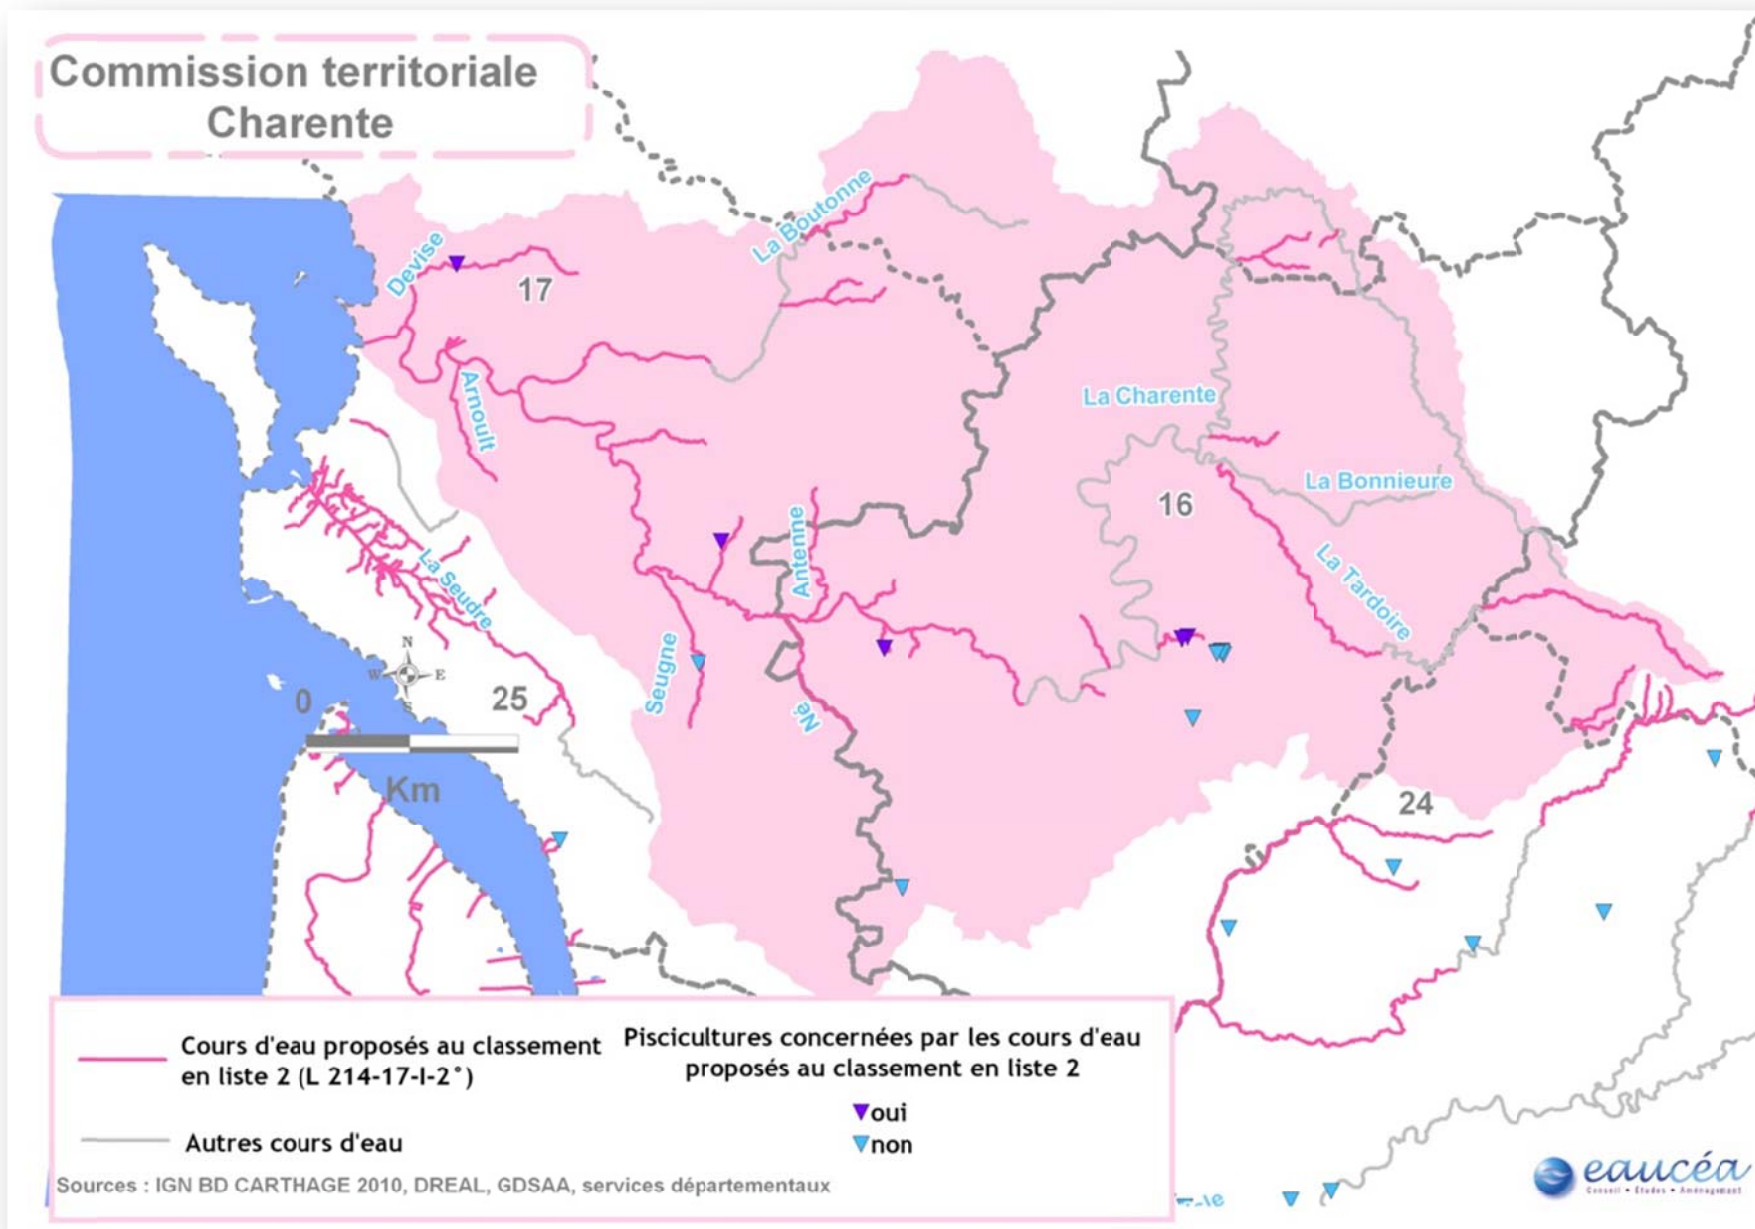 Commission territoriale
Charente
La Boutonne
Devise
17
La Charente
Arnoult
La Bonnieure
16
Antenne
La Tardoire
La Seudre
Seugne
N
W
E
S
0
25
Né
Km
24
Cours d'eau proposés au classement
en liste 2 (L 214-17-I-2°)
Autres cours d'eau
Piscicultures concernées par les cours d'eau
proposés au classement en liste 2
oui
non
Sources : IGN BD CARTHAGE 2010, DREAL, GDSAA, services départementaux
eaucéa
Conseil • Études • Aménagement